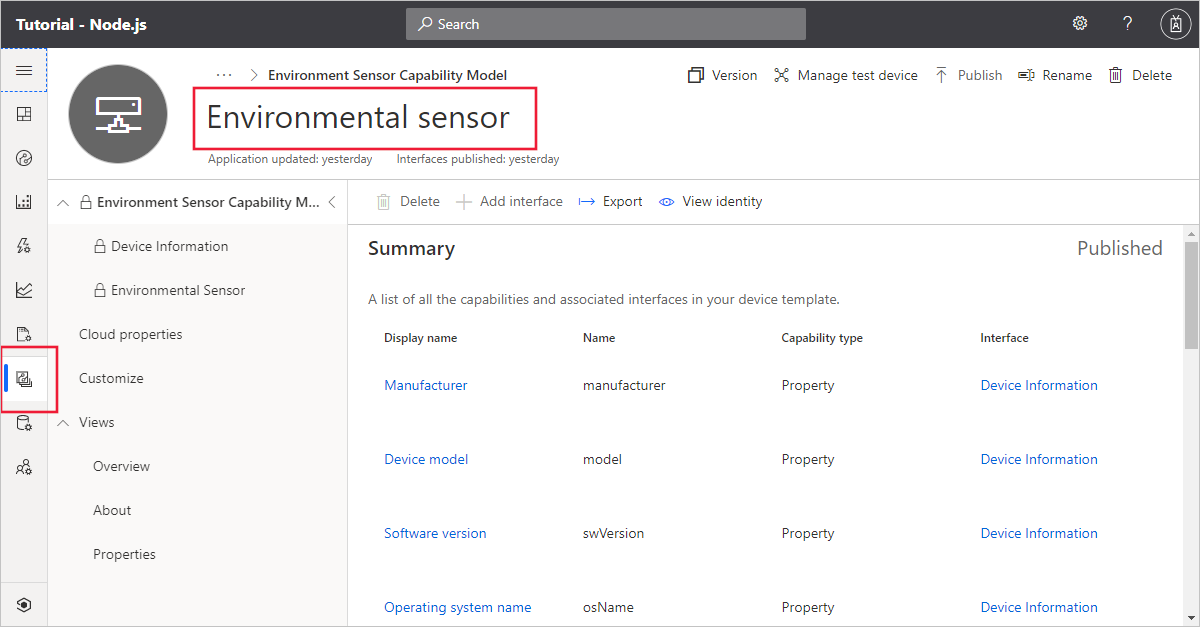 Tutorial - Node.js
Search
?
... > Environment Sensor Capability Model
Version Manage test device Publish Rename Delete
Environmental sensor
Application updated: yesterday Interfaces published: yesterday
Environment Sensor Capability M...
Device Information
Environmental Sensor
Cloud properties
Customize
Views
Overview
About
Properties
Delete Add interface Export View identity
Summary Published
A list of all the capabilities and associated interfaces in your device template.
Display name Name Capability type Interface
Manufacturer manufacturer Property Device Information
Device model model Property Device Information
Software version swVersion Property Device Information
Operating system name osName Property Device Information